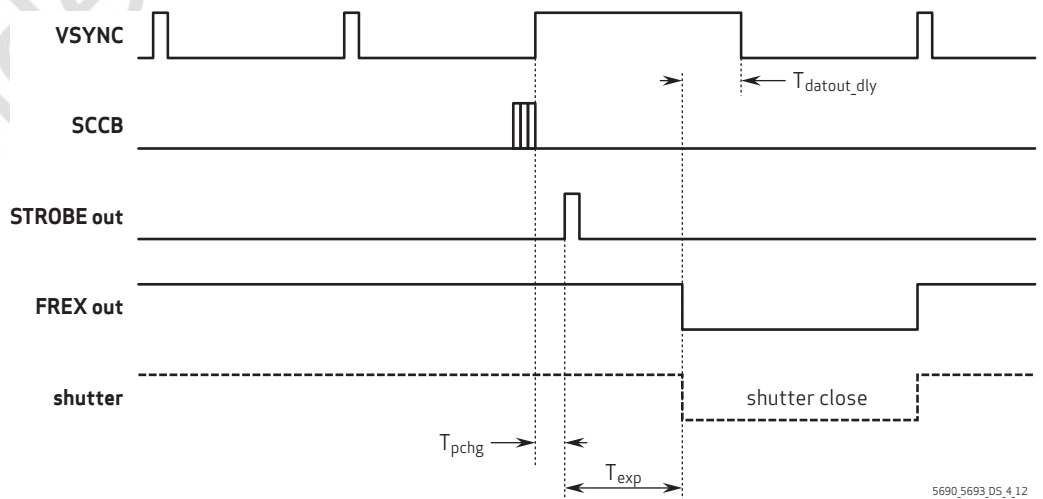 VSYNC
T_datout_dly
SCCB
STROBE out
FREX out
shutter
shutter close
T_pchg
T_exp
5690_5693_DS_4_12